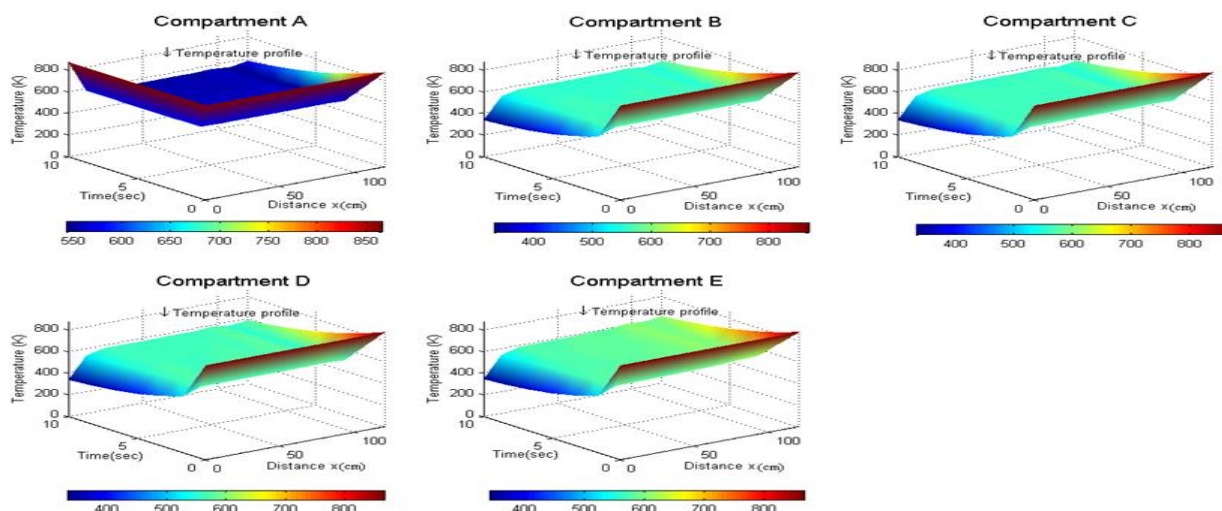 Compartment A
↓ Temperature profile
Temperature (K)
800
600
400
200
0
10
5
0
Time(sec)
0
50
100
Distance x(cm)
550 600 650 700 750 800 850
Compartment B
↓ Temperature profile
Temperature (K)
800
600
400
200
0
10
5
0
Time(sec)
0
50
100
Distance x(cm)
400 500 600 700 800
Compartment C
↓ Temperature profile
Temperature (K)
800
600
400
200
0
10
5
0
Time(sec)
0
50
100
Distance x(cm)
400 500 600 700 800
Compartment D
↓ Temperature profile
Temperature (K)
800
600
400
200
0
10
5
0
Time(sec)
0
50
100
Distance x(cm)
400 500 600 700 800
Compartment E
↓ Temperature profile
Temperature (K)
800
600
400
200
0
10
5
0
Time(sec)
0
50
100
Distance x(cm)
400 500 600 700 800